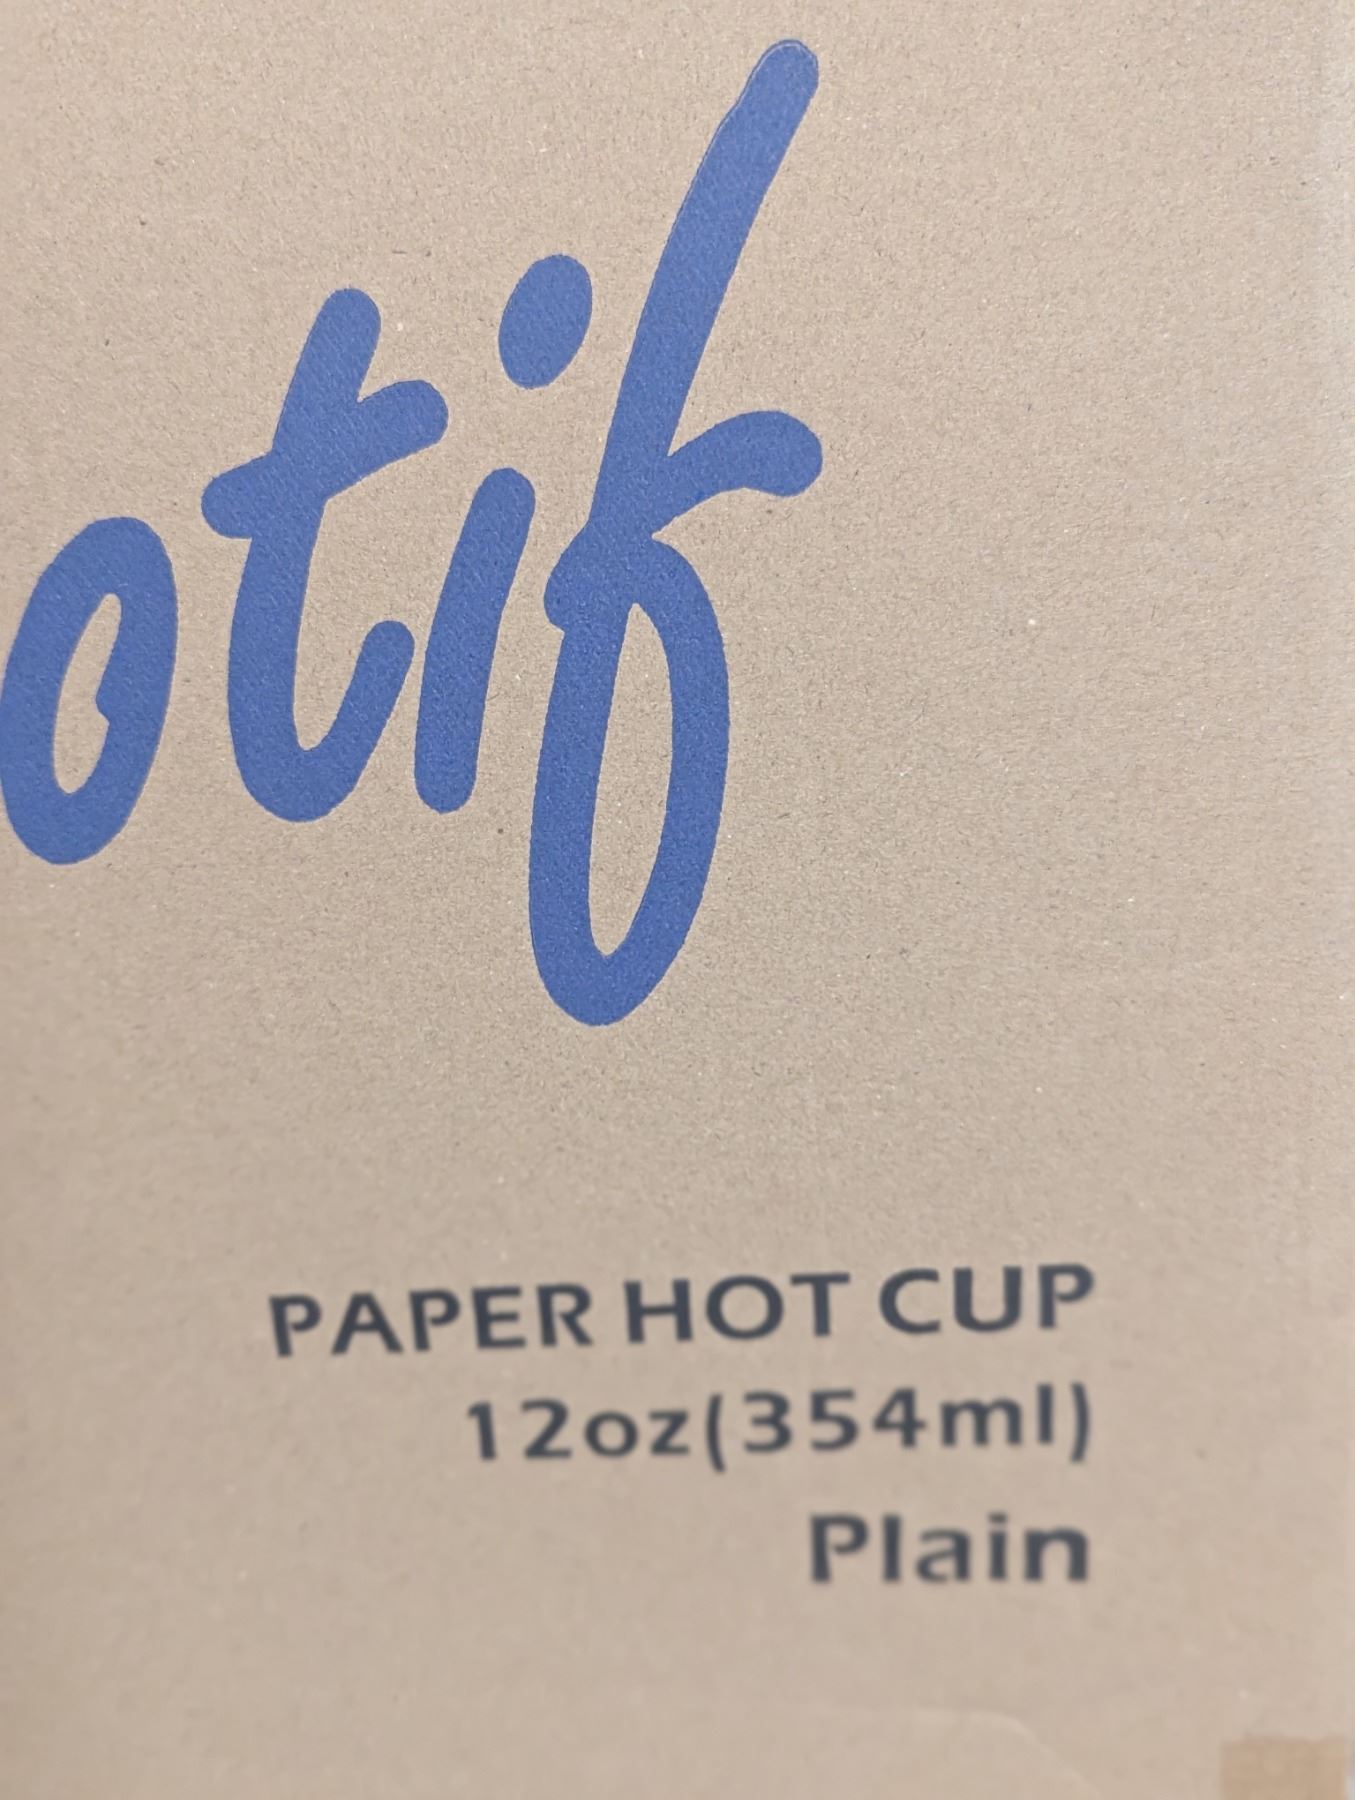 otif
PAPER HOT CUP
12oz(354ml)
Plain